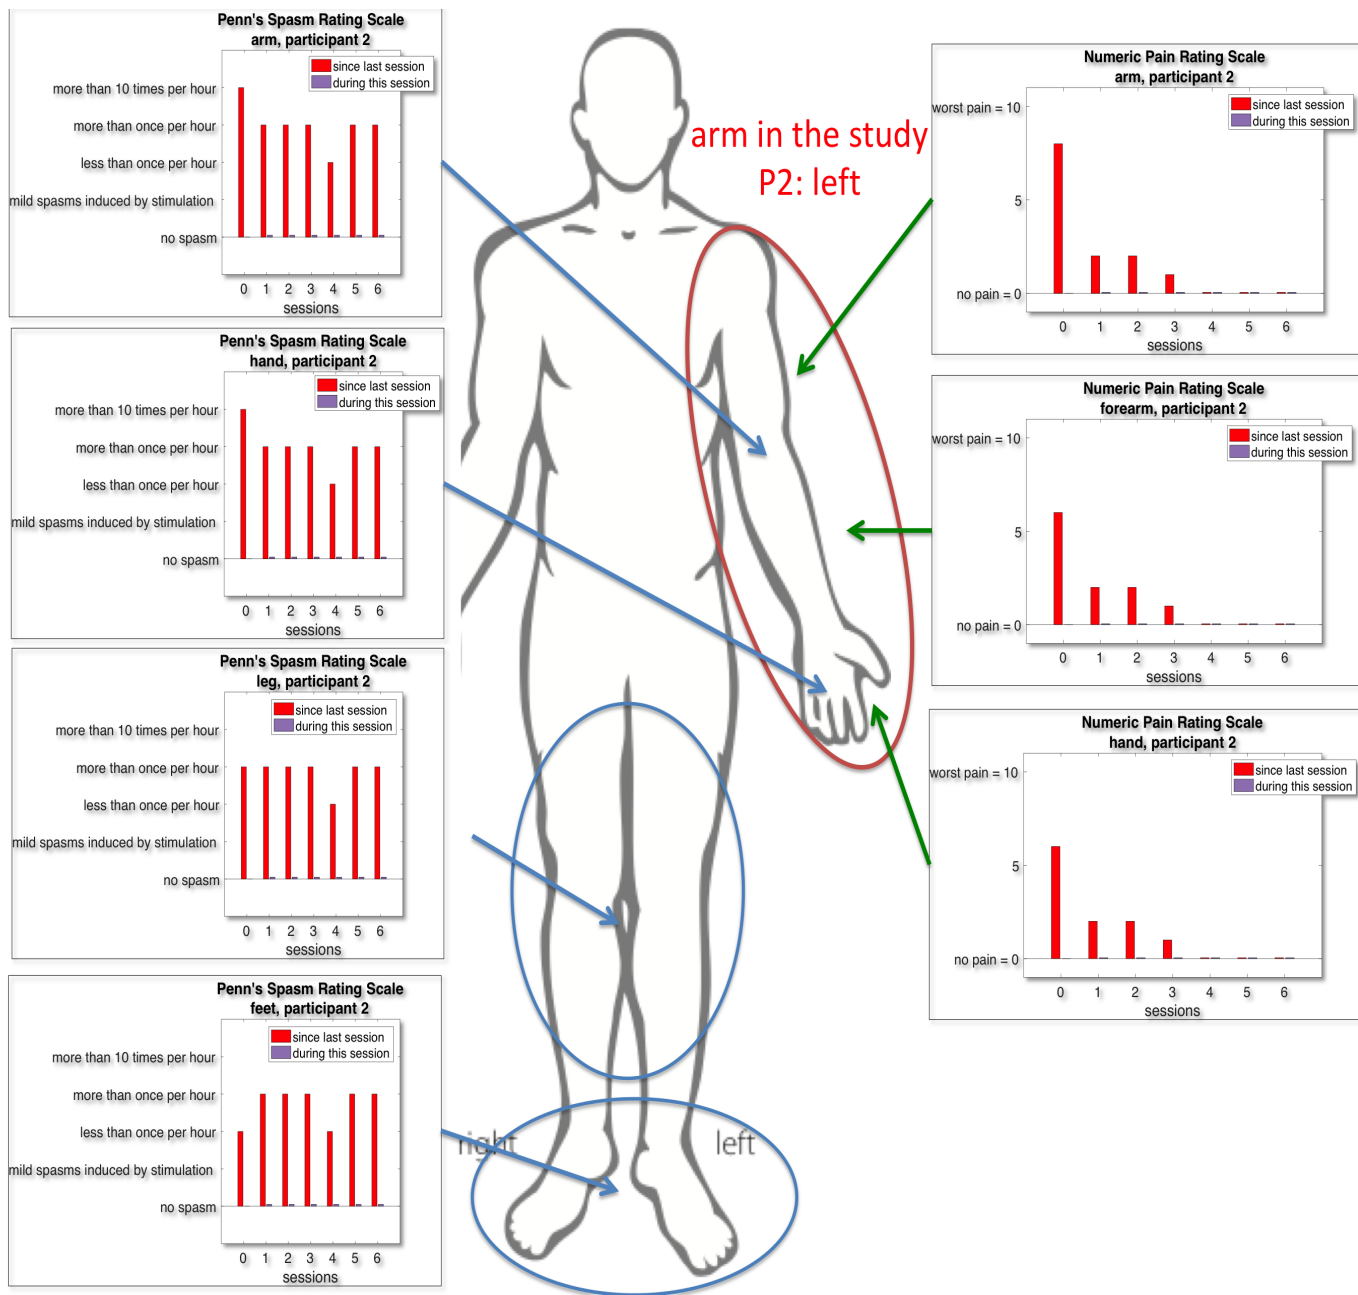 Penn's Spasm Rating Scale
arm, participant 2
since last session
during this session
more than 10 times per hour
more than once per hour
less than once per hour
mild spasms induced by stimulation
no spasm
0 1 2 3 4 5 6
sessions
Penn's Spasm Rating Scale
hand, participant 2
since last session
during this session
more than 10 times per hour
more than once per hour
less than once per hour
mild spasms induced by stimulation
no spasm
0 1 2 3 4 5 6
sessions
Penn's Spasm Rating Scale
leg, participant 2
since last session
during this session
more than 10 times per hour
more than once per hour
less than once per hour
mild spasms induced by stimulation
no spasm
0 1 2 3 4 5 6
sessions
Penn's Spasm Rating Scale
feet, participant 2
since last session
during this session
more than 10 times per hour
more than once per hour
less than once per hour
mild spasms induced by stimulation
no spasm
0 1 2 3 4 5 6
sessions
arm in the study
P2: left
right
left
Numeric Pain Rating Scale
arm, participant 2
since last session
during this session
worst pain = 10
5
no pain = 0
0 1 2 3 4 5 6
sessions
Numeric Pain Rating Scale
forearm, participant 2
since last session
during this session
worst pain = 10
5
no pain = 0
0 1 2 3 4 5 6
sessions
Numeric Pain Rating Scale
hand, participant 2
since last session
during this session
worst pain = 10
5
no pain = 0
0 1 2 3 4 5 6
sessions